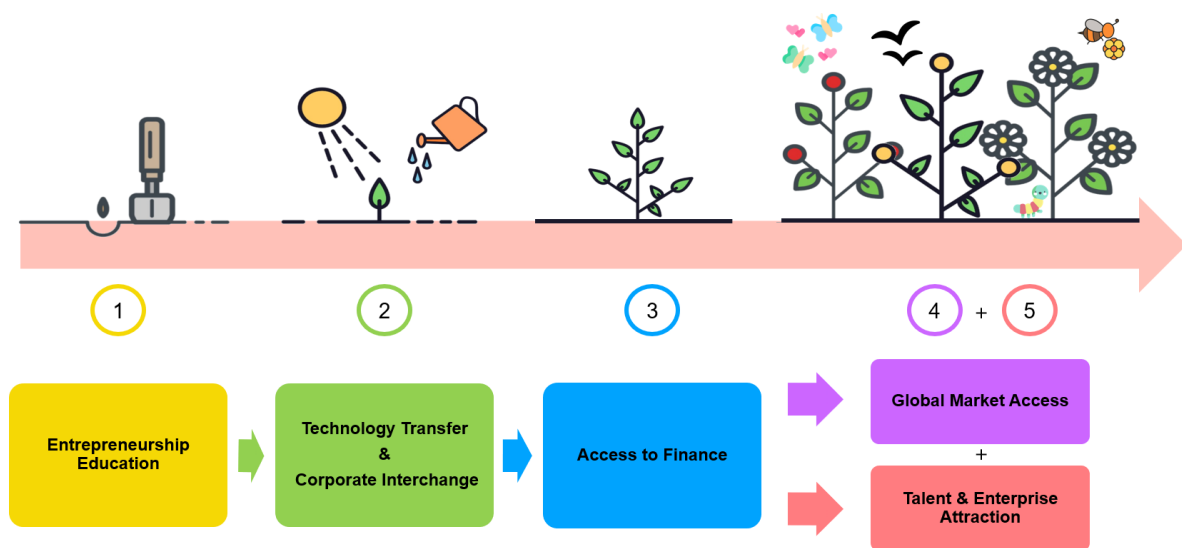 1
2
3
4 + 5
Entrepreneurship
Education
Technology Transfer
&
Corporate Interchange
Access to Finance
Global Market Access
+
Talent & Enterprise
Attraction